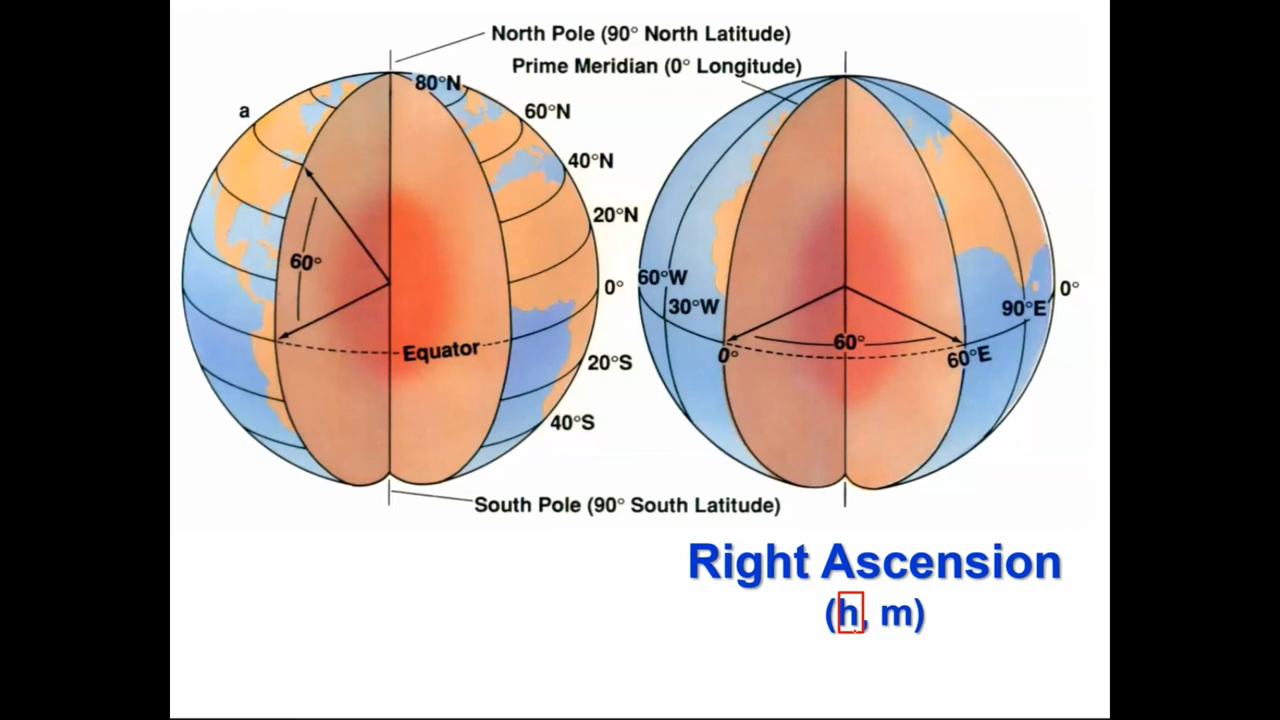 North Pole (90° North Latitude)
Prime Meridian (0° Longitude)
a
80°N
60°N
40°N
20°N
0°
20°S
40°S
60°
Equator
South Pole (90° South Latitude)
60°W
30°W
0°
60°
60°E
90°E
0°
Right Ascension
(h, m)